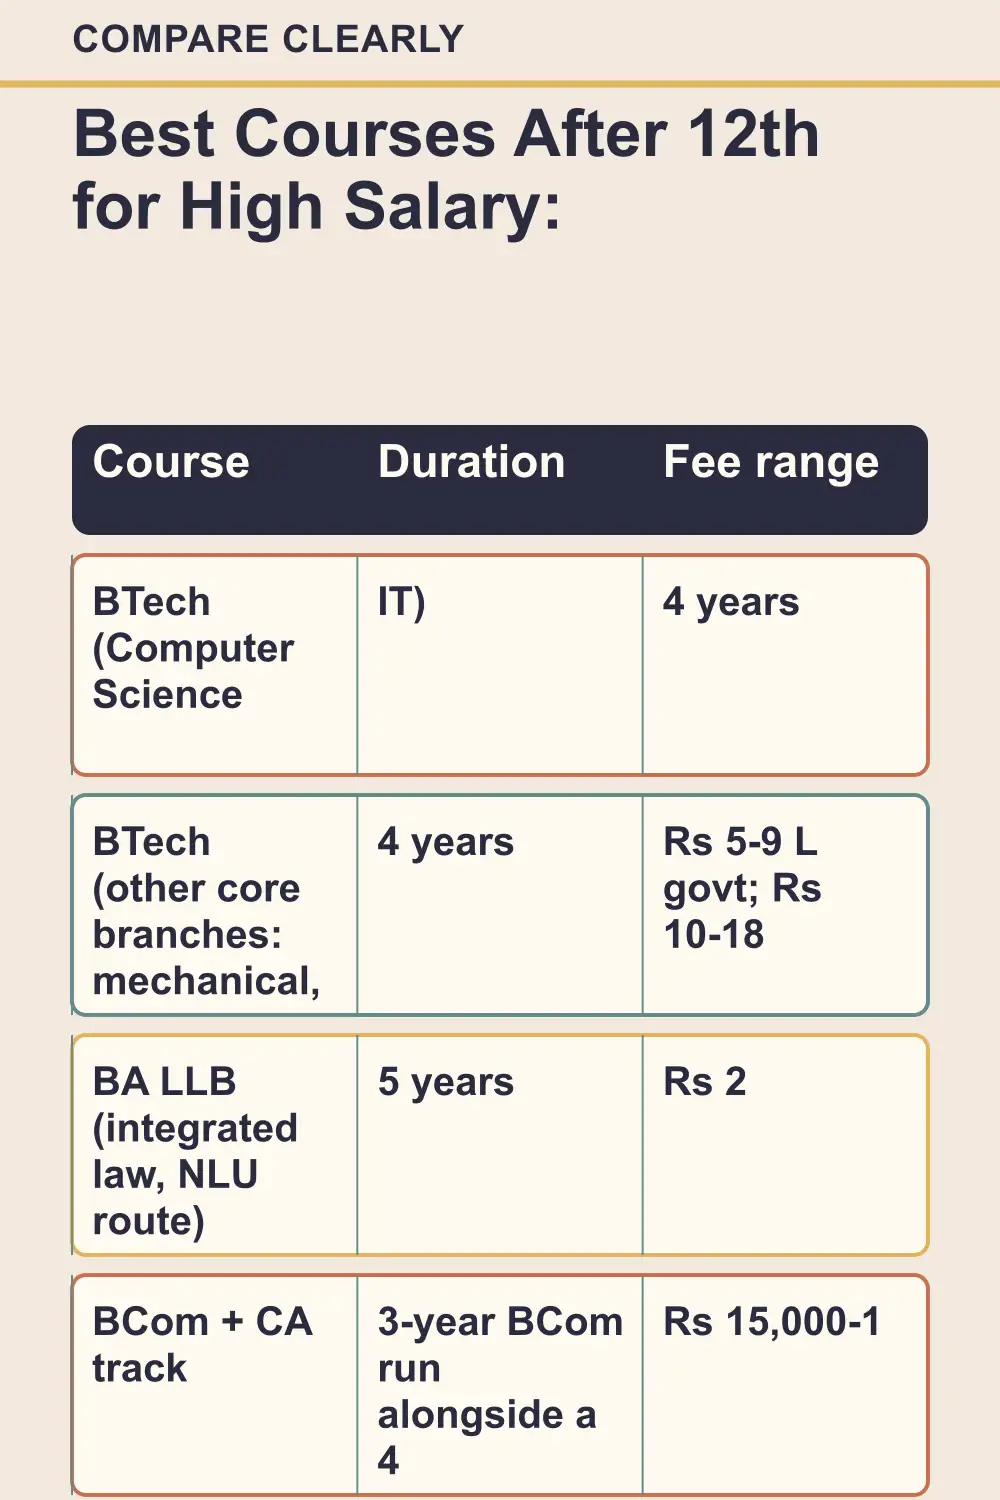 COMPARE CLEARLY
Best Courses After 12th
for High Salary:
Course Duration Fee range
BTech
(Computer
Science
IT)
4 years
BTech
(other core
branches:
mechanical,
4 years
Rs 5-9 L
govt; Rs
10-18
BA LLB
(integrated
law, NLU
route)
5 years
Rs 2
BCom + CA
track
3-year BCom
run
alongside a
4
Rs 15,000-1